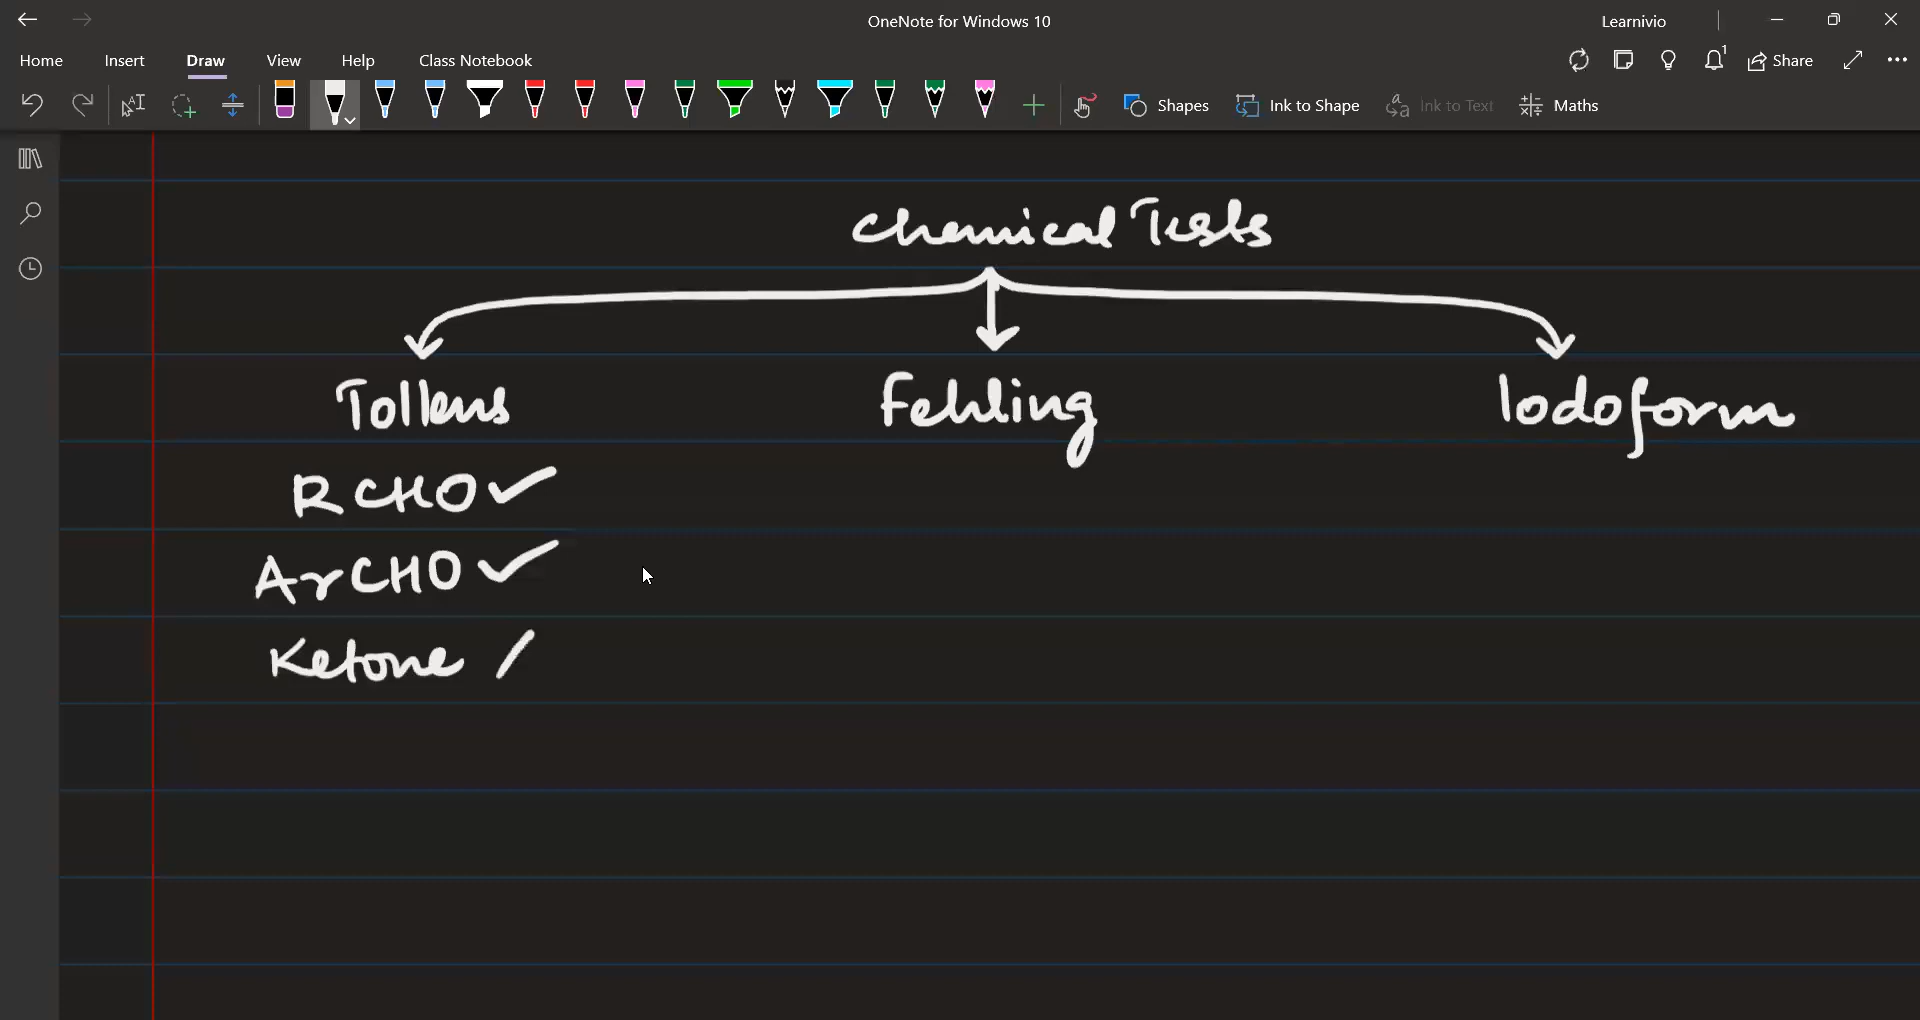 OneNote for Windows 10
Learnivio
Home Insert Draw View Help Class Notebook
1
Share
Shapes Ink to Shape Ink to Text Maths
Chemical Tests
Tollens Fehling Iodoform
RCHO ✓
ArCHO ✓
Ketone /